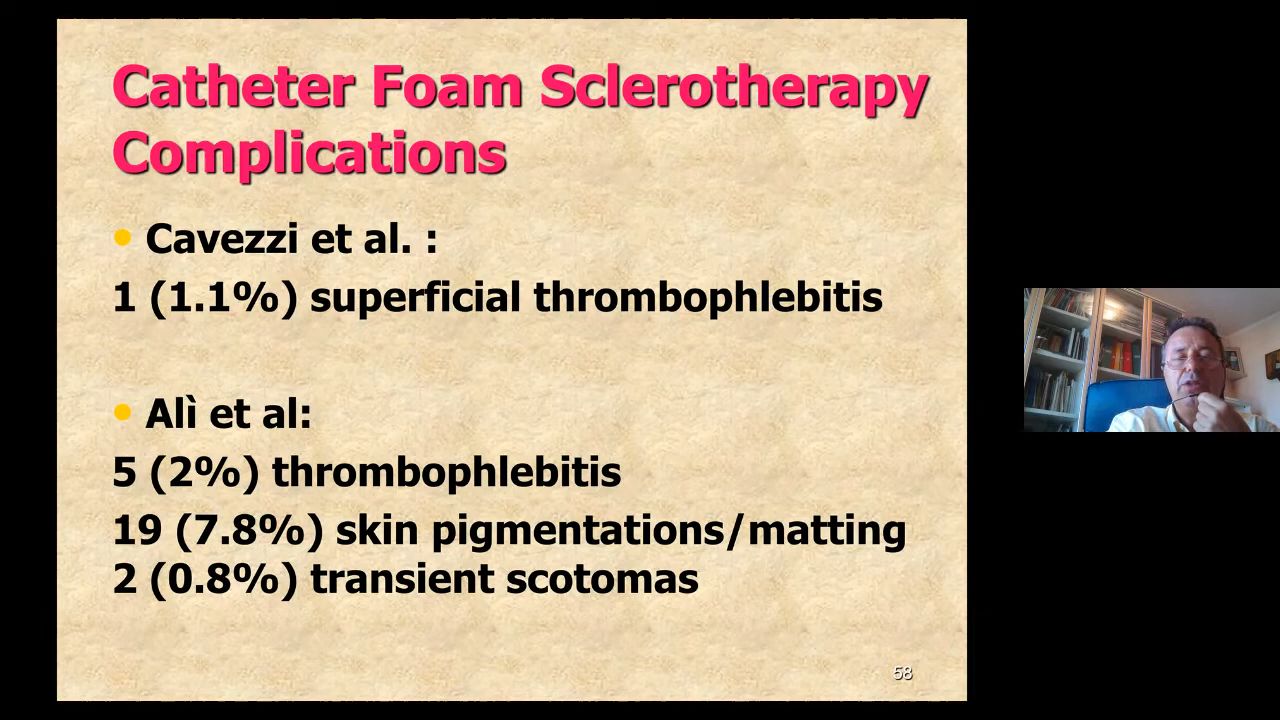 Catheter Foam Sclerotherapy
Complications
• Cavezzi et al. :
1 (1.1%) superficial thrombophlebitis
• Alì et al:
5 (2%) thrombophlebitis
19 (7.8%) skin pigmentations/matting
2 (0.8%) transient scotomas
58